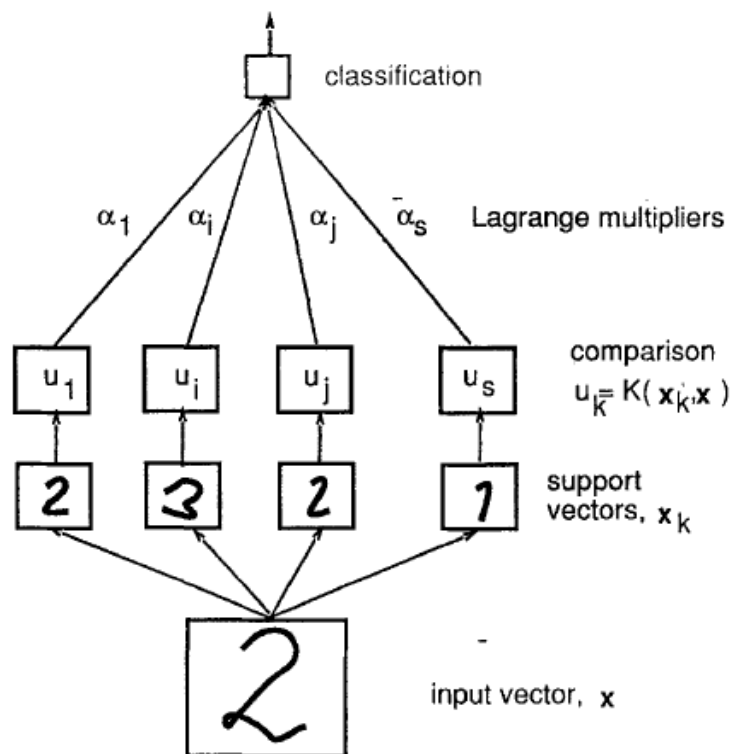 classification
α1 αi αj αs Lagrange multipliers
u1 ui uj us comparison
uk= K( xk, x )
2 3 2 1 support
vectors, xk
2
input vector, x